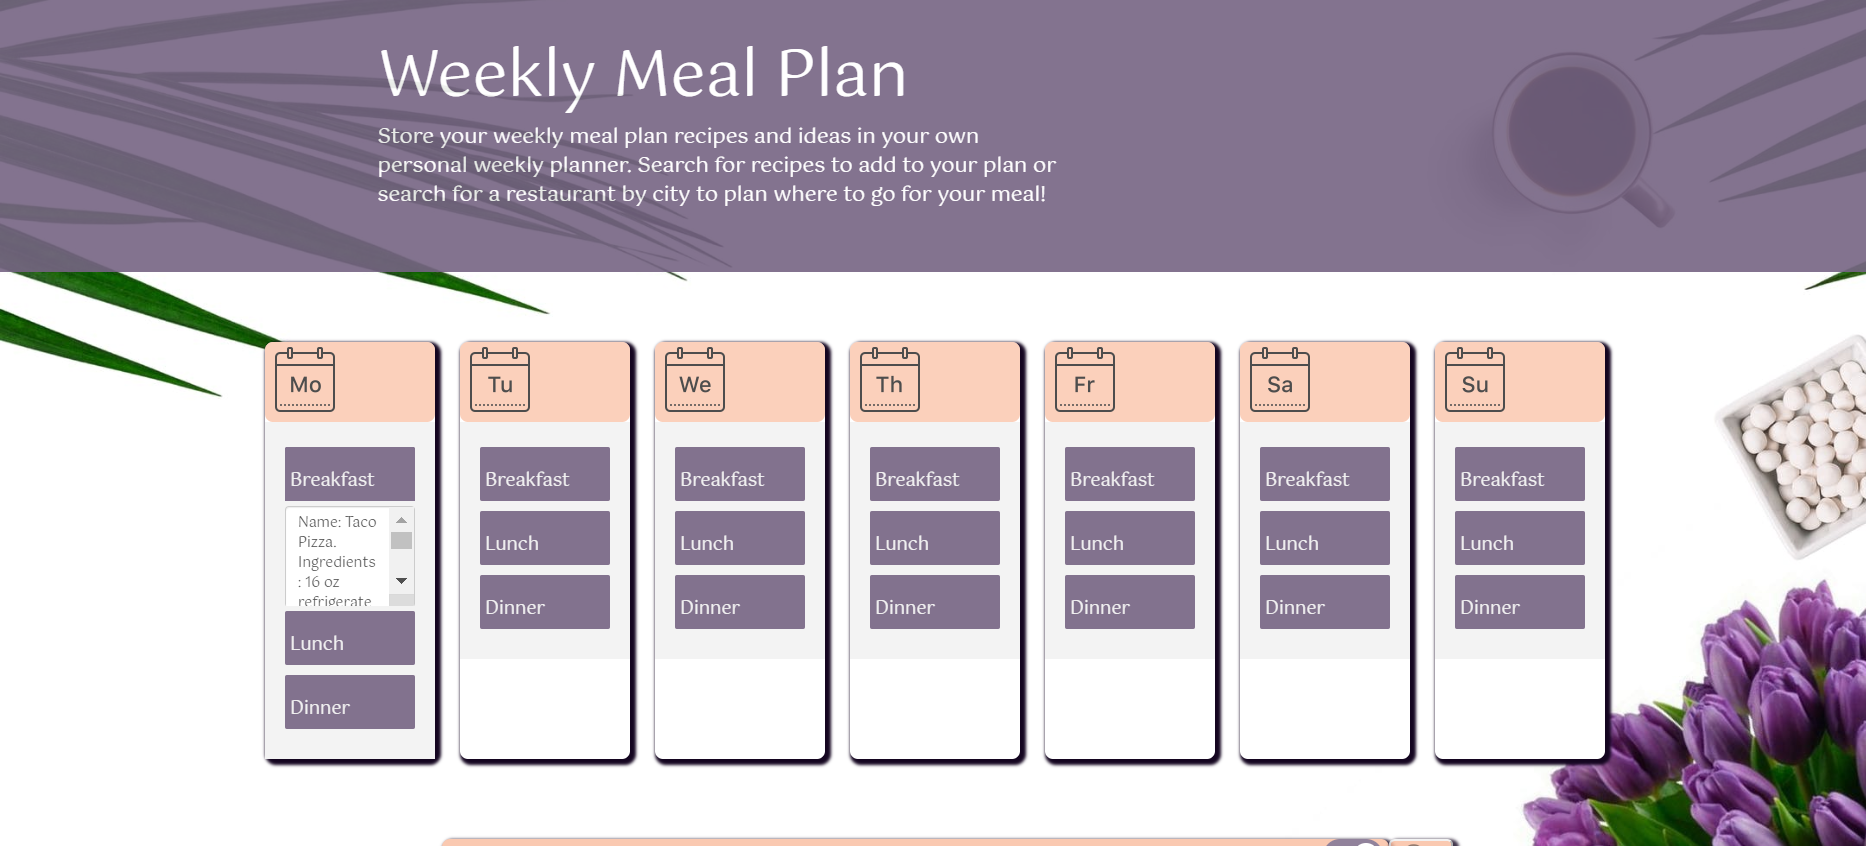 Weekly Meal Plan
Store your weekly meal plan recipes and ideas in your own
personal weekly planner. Search for recipes to add to your plan or
search for a restaurant by city to plan where to go for your meal!
Mo
Breakfast
Name: Taco
Pizza.
Ingredients
: 16 oz
refrigerate
Lunch
Dinner
Tu
Breakfast
Lunch
Dinner
We
Breakfast
Lunch
Dinner
Th
Breakfast
Lunch
Dinner
Fr
Breakfast
Lunch
Dinner
Sa
Breakfast
Lunch
Dinner
Su
Breakfast
Lunch
Dinner